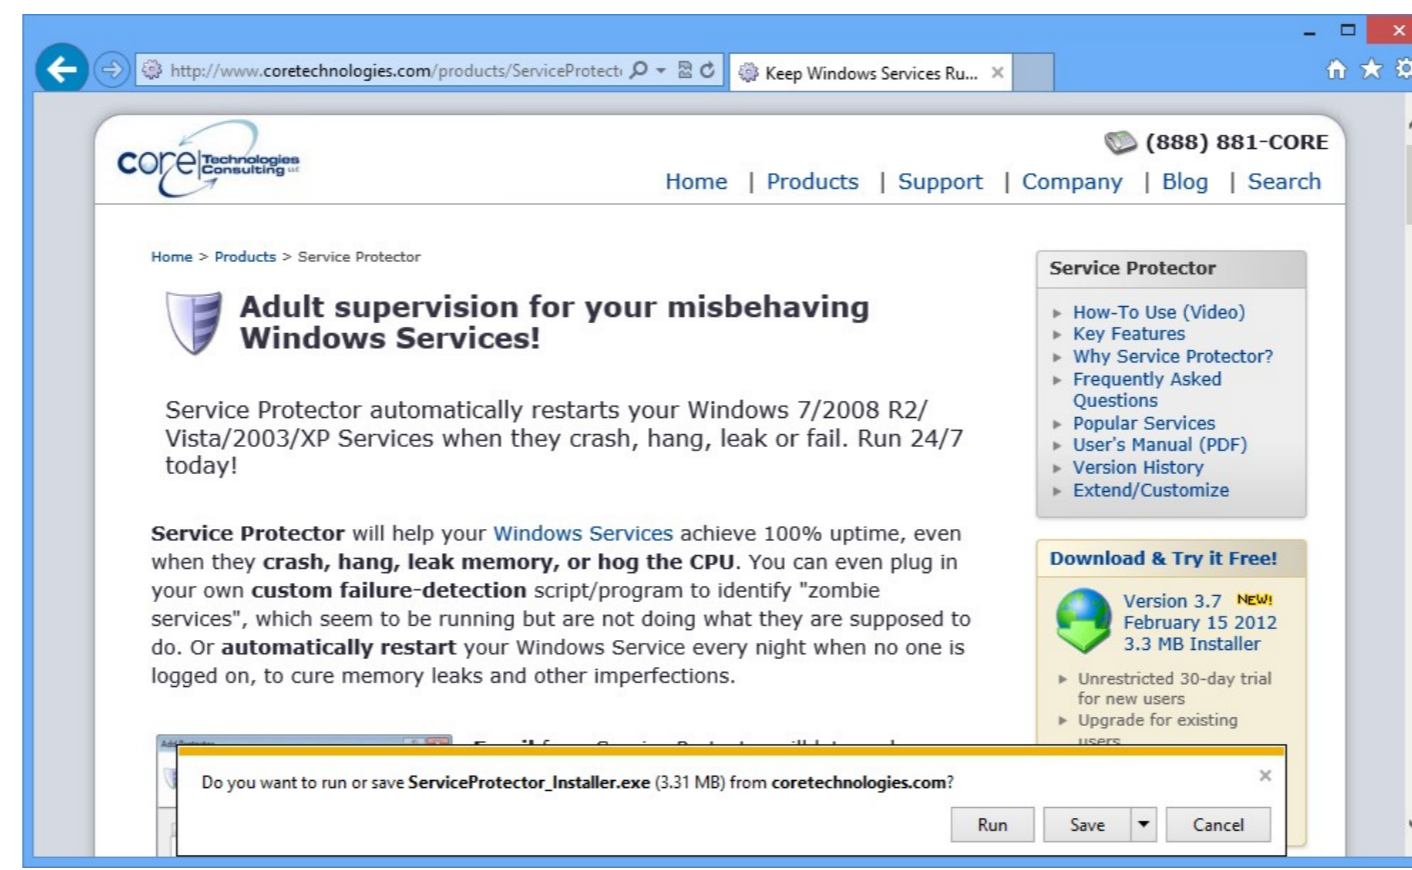 http://www.coretechnologies.com/products/ServiceProtect
Keep Windows Services Ru...
core Technologies
Consulting LLC
(888) 881-CORE
Home | Products | Support | Company | Blog | Search
Home > Products > Service Protector
Adult supervision for your misbehaving
Windows Services!
Service Protector automatically restarts your Windows 7/2008 R2/
Vista/2003/XP Services when they crash, hang, leak or fail. Run 24/7
today!
Service Protector will help your Windows Services achieve 100% uptime, even
when they crash, hang, leak memory, or hog the CPU. You can even plug in
your own custom failure-detection script/program to identify "zombie
services", which seem to be running but are not doing what they are supposed to
do. Or automatically restart your Windows Service every night when no one is
logged on, to cure memory leaks and other imperfections.
Service Protector
How-To Use (Video)
Key Features
Why Service Protector?
Frequently Asked
Questions
Popular Services
User's Manual (PDF)
Version History
Extend/Customize
Download & Try it Free!
Version 3.7 NEW!
February 15 2012
3.3 MB Installer
Unrestricted 30-day trial
for new users
Upgrade for existing
users
Do you want to run or save ServiceProtector_Installer.exe (3.31 MB) from coretechnologies.com?
Run
Save
Cancel